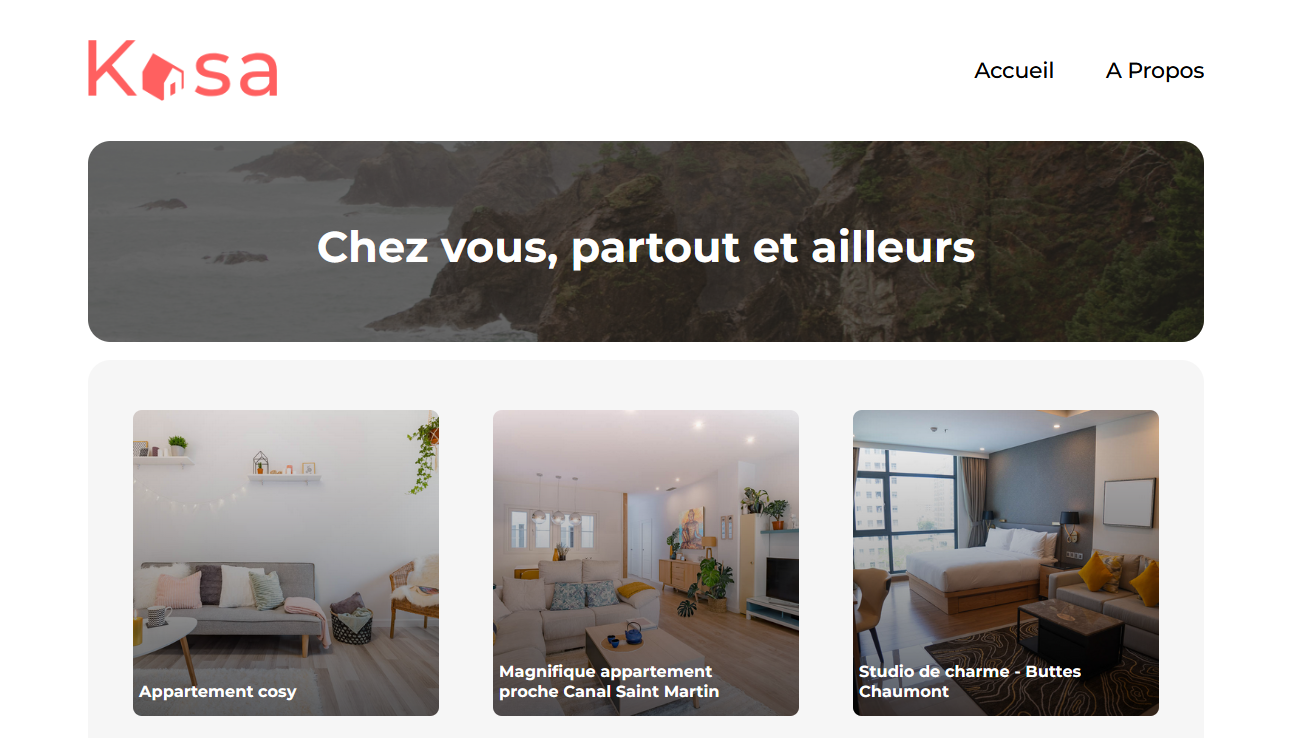 Kasa
Accueil
A Propos
Chez vous, partout et ailleurs
Appartement cosy
Magnifique appartement
proche Canal Saint Martin
Studio de charme - Buttes
Chaumont